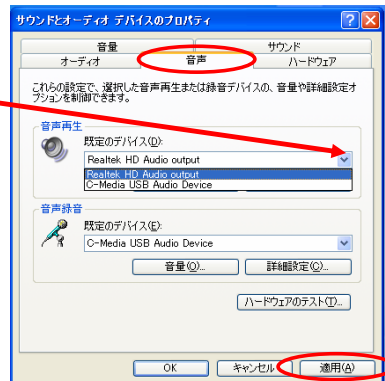 サウンドとオーディオ デバイスのプロパティ
音量 サウンド
オーディオ 音声 ハードウェア
これらの設定で、選択した音声再生または録音デバイスの、音量や詳細設定オ
プションを制御できます。
音声再生
既定のデバイス(D):
Realtek HD Audio output
Realtek HD Audio output
C-Media USB Audio Device
音声録音
既定のデバイス(E):
C-Media USB Audio Device
音量(O)... 詳細設定(C)...
ハードウェアのテスト(T)...
OK キャンセル 適用(A)